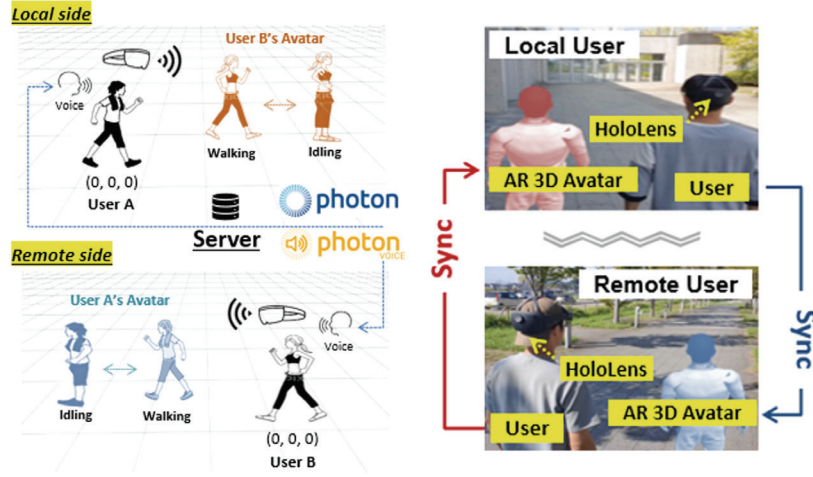 Local side
User B's Avatar
Voice
Walking
Idling
(0, 0, 0)
User A
photon
Server
photon
VOICE
Remote side
User A's Avatar
Voice
Idling
Walking
(0, 0, 0)
User B
Local User
HoloLens
AR 3D Avatar
User
Sync
Remote User
Sync
HoloLens
AR 3D Avatar
User